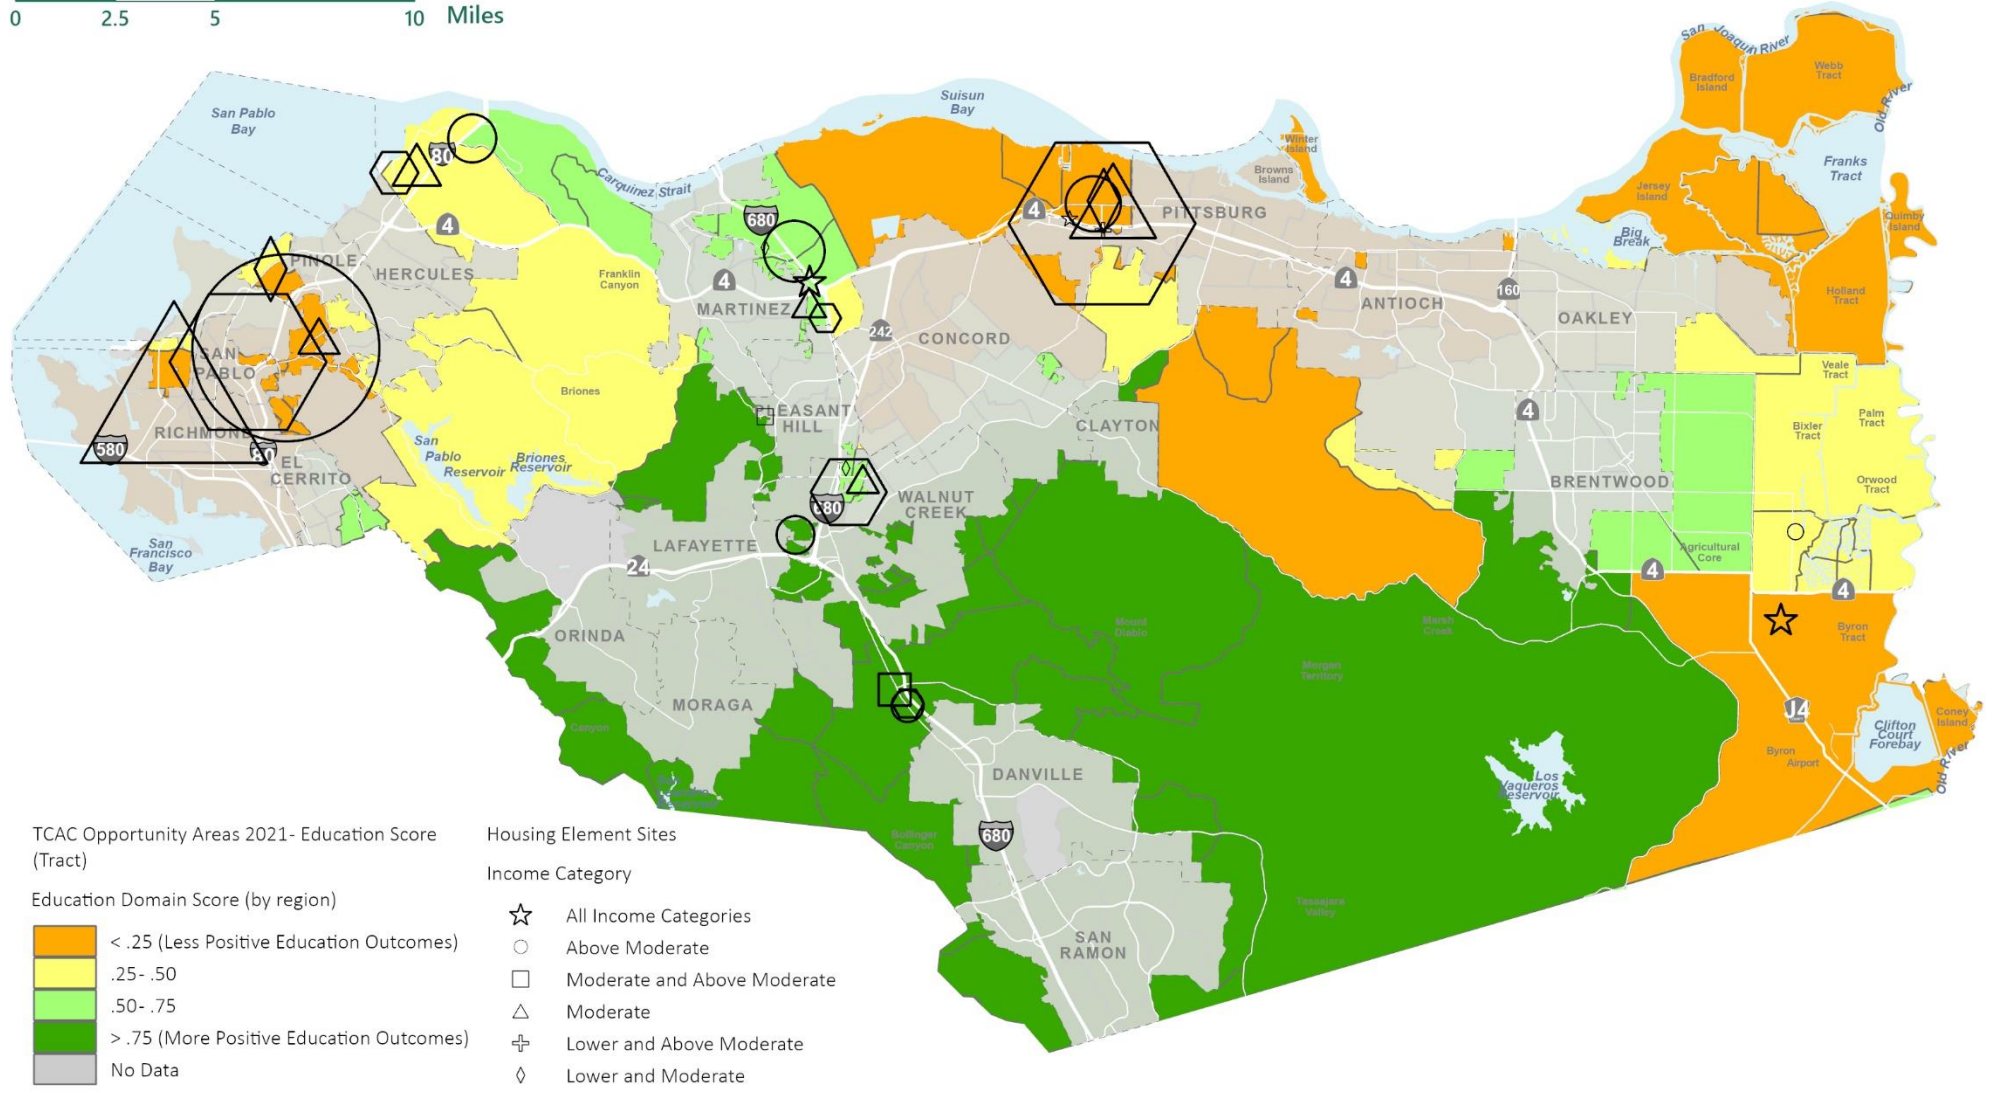 0 2.5 5 10 Miles
San Joaquin River
Webb Tract
Bradford Island
Old River
San Pablo Bay
Suisun Bay
Winter Island
Browns Island
Franks Tract
Carquinez Strait
80
4
680
4
PITTSBURG
Jersey Island
Quimby Island
Big Break
PINOLE
HERCULES
Franklin Canyon
4
MARTINEZ
4
160
ANTIOCH
OAKLEY
Holland Tract
242
CONCORD
SAN PABLO
Briones
Veale Tract
PLEASANT HILL
CLAYTON
4
Palm Tract
Bixler Tract
RICHMOND
580
80
San Pablo Reservoir
Briones Reservoir
EL CERRITO
WALNUT CREEK
680
BRENTWOOD
Orwood Tract
San Francisco Bay
LAFAYETTE
24
Agricultural Core
4
4
ORINDA
Mount Diablo
Marsh Creek
Byron Tract
Morgan Territory
MORAGA
Canyon
J4
Coney Island
Clifton Court Forebay
Byron Airport
Old River
DANVILLE
Los Vaqueros Reservoir
680
Bollinger Canyon
Tassajara Valley
SAN RAMON
TCAC Opportunity Areas 2021- Education Score
(Tract)
Education Domain Score (by region)
< .25 (Less Positive Education Outcomes)
.25- .50
.50- .75
> .75 (More Positive Education Outcomes)
No Data
Housing Element Sites
Income Category
All Income Categories
Above Moderate
Moderate and Above Moderate
Moderate
Lower and Above Moderate
Lower and Moderate